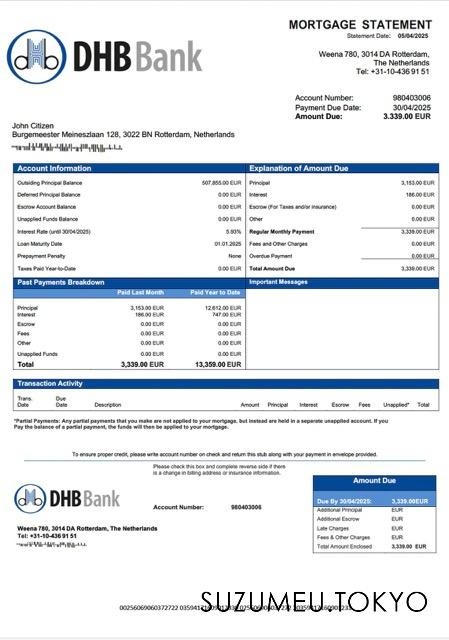 DHB Bank
MORTGAGE STATEMENT
Statement Date: 05/04/2025
Weena 780, 3014 DA Rotterdam,
The Netherlands
Tel: +31-10-436 91 51
Account Number: 980403006
Payment Due Date: 30/04/2025
Amount Due: 3.339.00 EUR
John Citizen
Burgemeester Meineszlaan 128, 3022 BN Rotterdam, Netherlands
Account Information
Outsiding Principal Balance 507,855.00 EUR
Deferred Principal Balance 0.00 EUR
Escrow Account Balance 0.00 EUR
Unapplied Funds Balance 0.00 EUR
Interest Rate (until 30/04/2025) 5.93%
Loan Maturity Date 01.01.2025
Prepayment Penalty None
Taxes Paid Year-to-Date 0.00 EUR
Explanation of Amount Due
Principal 3,153.00 EUR
Interest 186.00 EUR
Escrow (For Taxes and/or insurance) 0.00 EUR
Other 0.00 EUR
Regular Monthly Payment 3,339.00 EUR
Fees and Other Charges 0.00 EUR
Overdue Payment 0.00 EUR
Total Amount Due 3,339.00 EUR
Past Payments Breakdown
Paid Last Month Paid Year to Date
Principal 3,153.00 EUR 12,612.00 EUR
Interest 186.00 EUR 747.00 EUR
Escrow 0.00 EUR 0.00 EUR
Fees 0.00 EUR 0.00 EUR
Other 0.00 EUR 0.00 EUR
Unapplied Funds 0.00 EUR 0.00 EUR
Total 3,339.00 EUR 13,359.00 EUR
Important Messages
Transaction Activity
Trans. Date Due Date Description Amount Principal Interest Escrow Fees Unapplied* Total
*Partial Payments: Any partial payments that you make are not applied to your mortgage, but instead are held in a separate unapplied account. If you
Pay the balance of a partial payment, the funds will then be applied to your mortgage.
To ensure proper credit, please write account number on check and return this stub along with your payment in envelope provided.
Please check this box and complete reverse side if there
is a change in billing address or insurance information.
DHB Bank
Account Number: 980403006
Weena 780, 3014 DA Rotterdam, The Netherlands
Tel: +31-10-436 91 51
Amount Due
Due By 30/04/2025: 3,339.00EUR
Additional Principal EUR
Additional Escrow EUR
Late Charges EUR
Fees & Other Charges EUR
Total Amount Enclosed 3,339.00 EUR
SUZUMEU.TOKYO